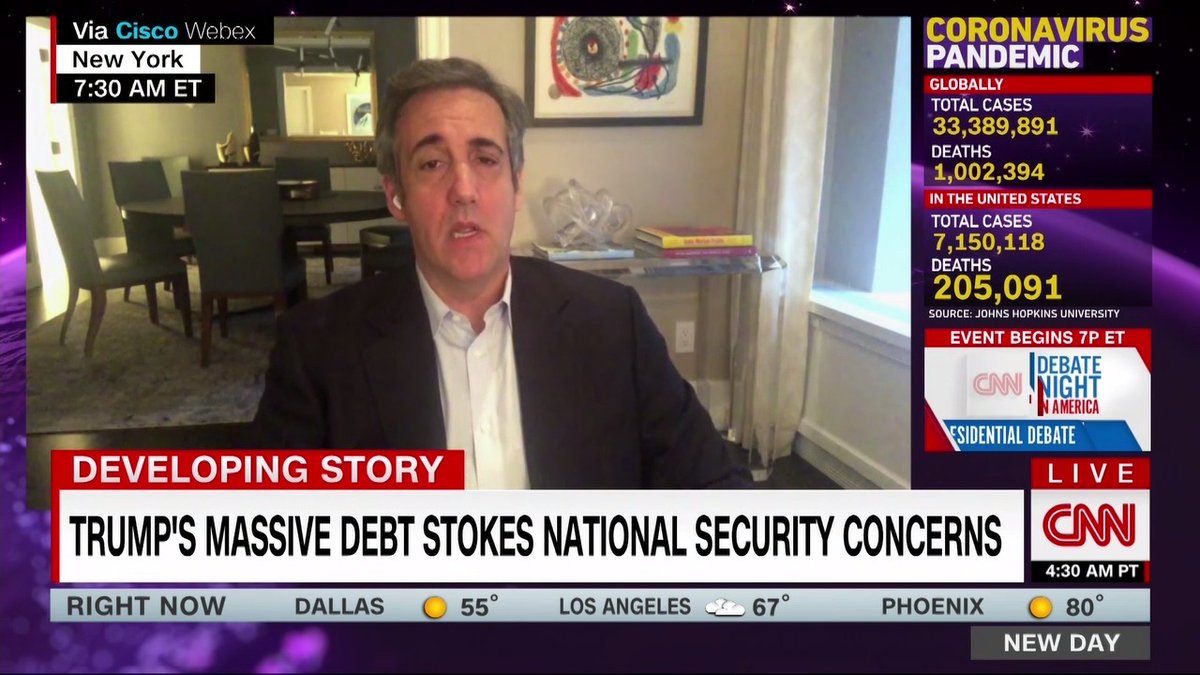 Via Cisco Webex
New York
7:30 AM ET
CORONAVIRUS
PANDEMIC
GLOBALLY
TOTAL CASES
33,389,891
DEATHS
1,002,394
IN THE UNITED STATES
TOTAL CASES
7,150,118
DEATHS
205,091
SOURCE: JOHNS HOPKINS UNIVERSITY
EVENT BEGINS 7P ET
CNN
DEBATE
NIGHT
IN AMERICA
ESIDENTIAL DEBATE
DEVELOPING STORY
TRUMP'S MASSIVE DEBT STOKES NATIONAL SECURITY CONCERNS
LIVE
CNN
4:30 AM PT
RIGHT NOW DALLAS 55° LOS ANGELES 67° PHOENIX 80°
NEW DAY